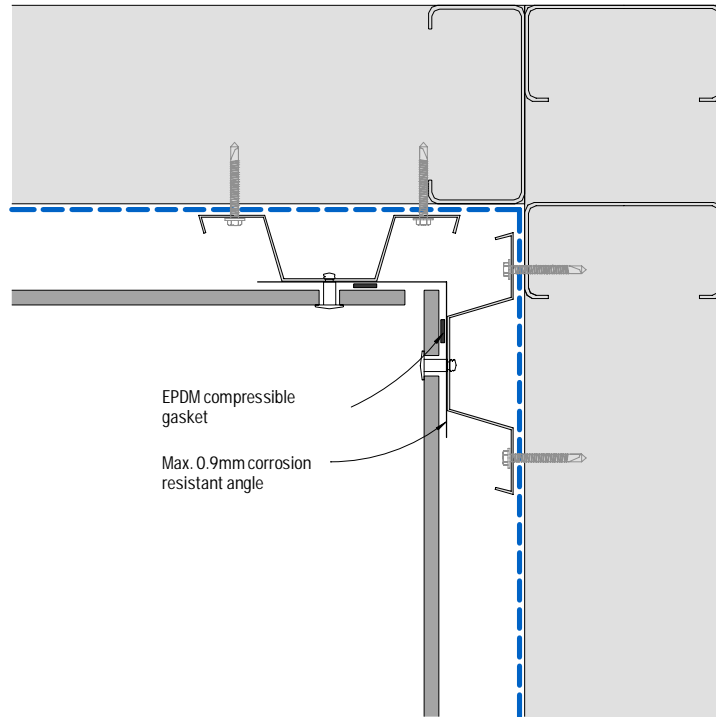 EPDM compressible
gasket
Max. 0.9mm corrosion
resistant angle